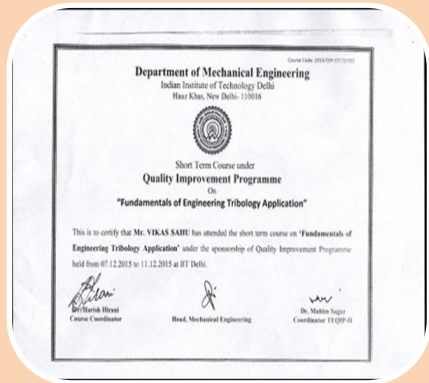 Course Code:
Department of Mechanical Engineering
Indian Institute of Technology Delhi
Hauz Khas, New Delhi- 110016
Short Term Course under
Quality Improvement Programme
On
"Fundamentals of Engineering Tribology Application"
This is to certify that Mr. VIKAS SAHU has attended the short term course on 'Fundamentals of
Engineering Tribology Application' under the sponsorship of Quality Improvement Programme
held from 07.12.2015 to 11.12.2015 at IIT Delhi.
Dr. Harish Hirani
Course Coordinator
Head, Mechanical Engineering
Dr. Mahim Sagar
Coordinator TEQIP-II